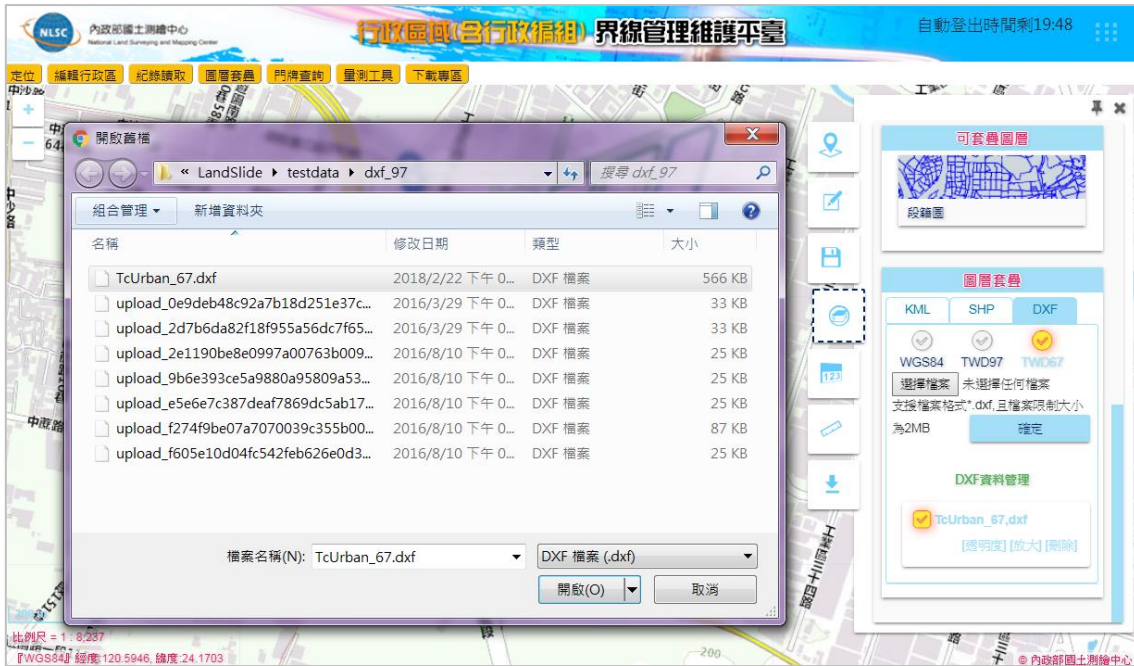 NLSC
內政部國土測繪中心
National Land Surveying and Mapping Center
行政區域(含行政編組) 界線管理維護平臺
自動登出時間剩19:48
定位
編輯行政區
紀錄讀取
圖層套疊
門牌查詢
量測工具
下載專區
開啟舊檔
« LandSlide ▸ testdata ▸ dxf_97
搜尋 dxf_97
組合管理
新增資料夾
名稱 修改日期 類型 大小
TcUrban_67.dxf 2018/2/22 下午 0... DXF 檔案 566 KB
upload_0e9deb48c92a7b18d251e37c... 2016/3/29 下午 0... DXF 檔案 33 KB
upload_2d7b6da82f18f955a56dc7f65... 2016/3/29 下午 0... DXF 檔案 33 KB
upload_2e1190be8e0997a00763b009... 2016/8/10 下午 0... DXF 檔案 25 KB
upload_9b6e393ce5a9880a95809a53... 2016/8/10 下午 0... DXF 檔案 25 KB
upload_e5e6e7c387deaf7869dc5ab17... 2016/8/10 下午 0... DXF 檔案 25 KB
upload_f274f9be07a7070039c355b00... 2016/8/10 下午 0... DXF 檔案 87 KB
upload_f605e10d04fc542feb626e0d3... 2016/8/10 下午 0... DXF 檔案 25 KB
檔案名稱(N): TcUrban_67.dxf
DXF 檔案 (.dxf)
開啟(O)
取消
123
可套疊圖層
段籍圖
圖層套疊
KML SHP DXF
WGS84 TWD97 TWD67
選擇檔案 未選擇任何檔案
支援檔案格式*.dxf,且檔案限制大小
為2MB
確定
DXF資料管理
TcUrban_67,dxf
[透明度] [放大] [刪除]
中沙路
工業區三十四路
200
比例尺 = 1 : 8,237
『WGS84』 經度:120.5946, 緯度:24.1703
© 內政部國土測繪中心